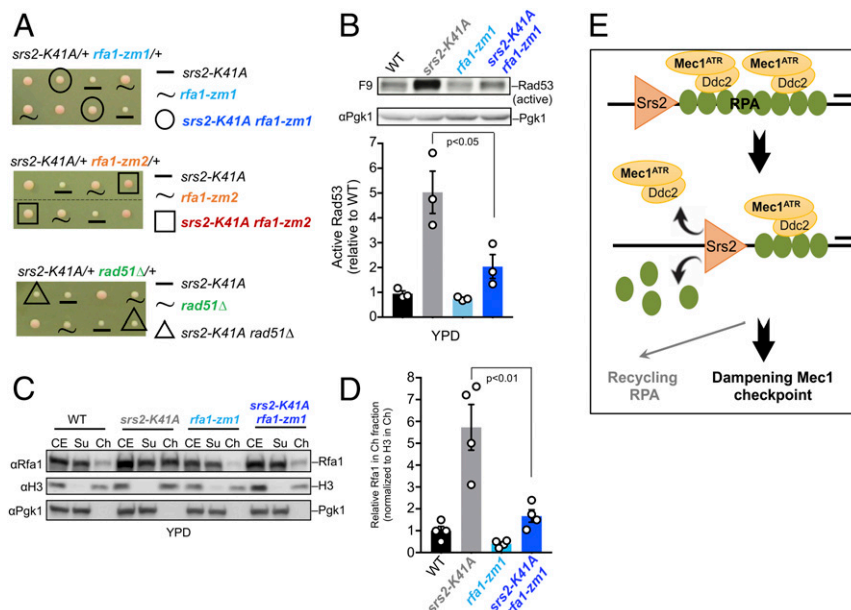 A
srs2-K41A/+ rfa1-zm1/+
srs2-K41A
rfa1-zm1
srs2-K41A rfa1-zm1
srs2-K41A/+ rfa1-zm2/+
srs2-K41A
rfa1-zm2
srs2-K41A rfa1-zm2
srs2-K41A/+ rad51Δ/+
srs2-K41A
rad51Δ
srs2-K41A rad51Δ
B
WT
srs2-K41A
rfa1-zm1
srs2-K41A
rfa1-zm1
F9
Rad53
(active)
αPgk1
Pgk1
Active Rad53
(relative to WT)
7
6
5
4
3
2
1
0
p<0.05
YPD
C
WT
srs2-K41A
rfa1-zm1
srs2-K41A
rfa1-zm1
CE Su Ch CE Su Ch CE Su Ch CE Su Ch
αRfa1
Rfa1
αH3
H3
αPgk1
Pgk1
YPD
D
Relative Rfa1 in Ch fraction
(normalized to H3 in Ch)
8
7
6
5
4
3
2
1
0
p<0.01
WT
srs2-K41A
rfa1-zm1
srs2-K41A
rfa1-zm1
E
Mec1ATR
Ddc2
Mec1ATR
Ddc2
Srs2
RPA
Mec1ATR
Ddc2
Mec1ATR
Ddc2
Srs2
Recycling
RPA
Dampening Mec1
checkpoint